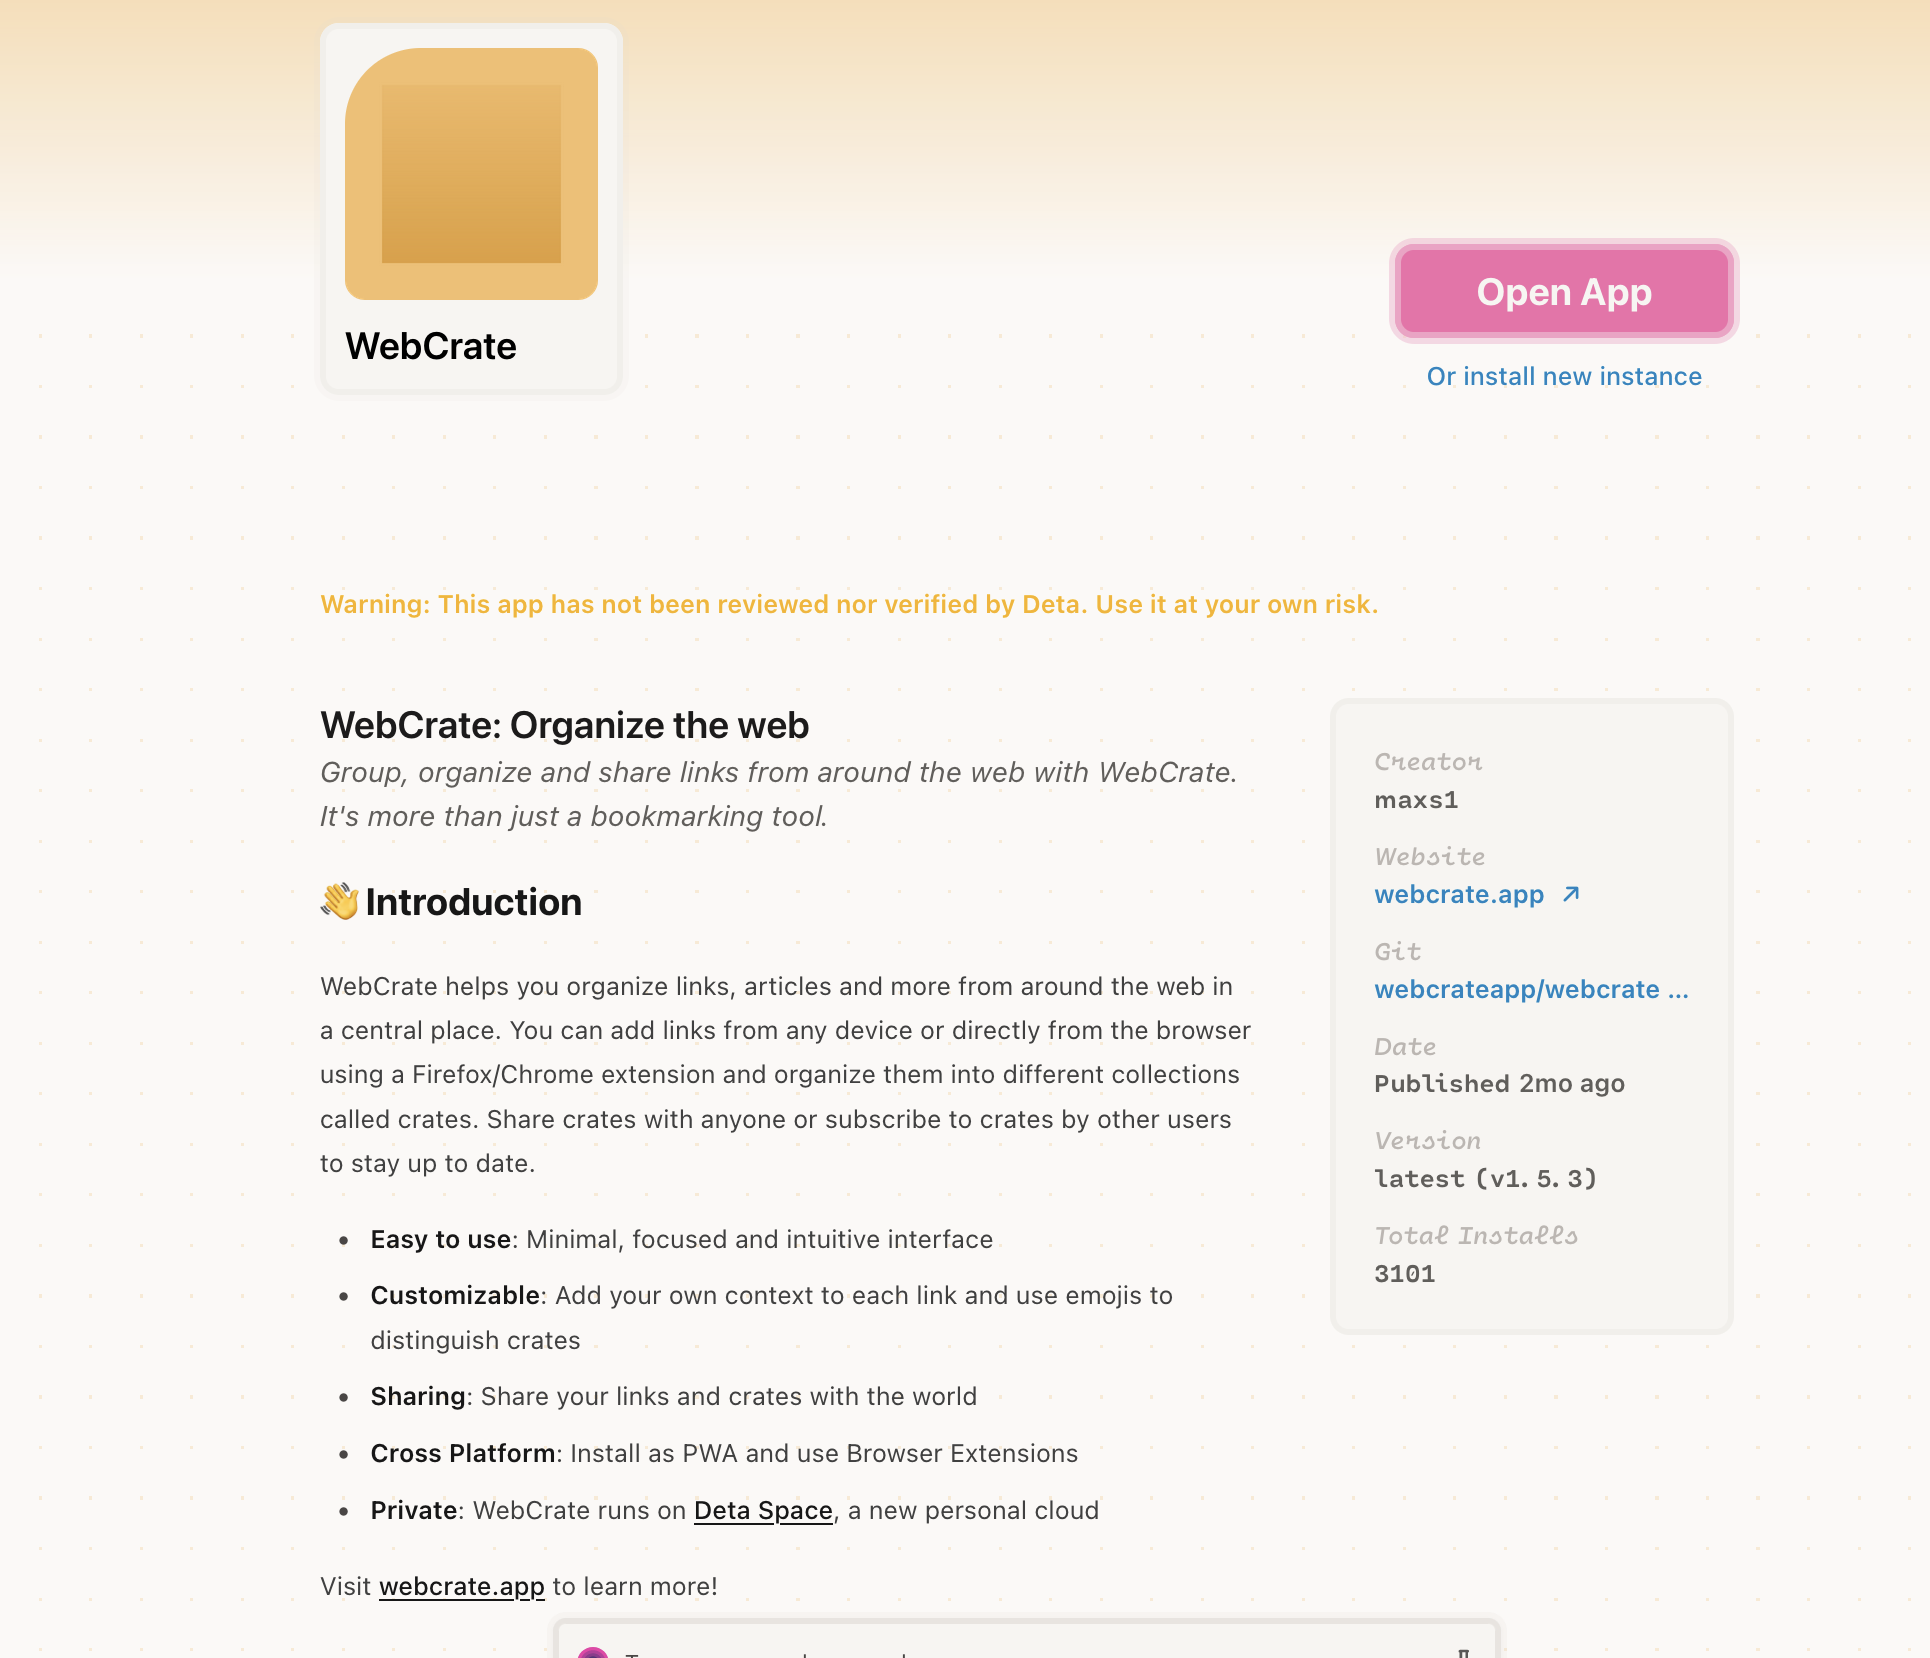 WebCrate
Open App
Or install new instance
Warning: This app has not been reviewed nor verified by Deta. Use it at your own risk.
WebCrate: Organize the web
Group, organize and share links from around the web with WebCrate.
It's more than just a bookmarking tool.
👋 Introduction
WebCrate helps you organize links, articles and more from around the web in
a central place. You can add links from any device or directly from the browser
using a Firefox/Chrome extension and organize them into different collections
called crates. Share crates with anyone or subscribe to crates by other users
to stay up to date.
• Easy to use: Minimal, focused and intuitive interface
• Customizable: Add your own context to each link and use emojis to
distinguish crates
• Sharing: Share your links and crates with the world
• Cross Platform: Install as PWA and use Browser Extensions
• Private: WebCrate runs on Deta Space, a new personal cloud
Visit webcrate.app to learn more!
Creator
maxs1
Website
webcrate.app ↗
Git
webcrateapp/webcrate ...
Date
Published 2mo ago
Version
latest (v1.5.3)
Total Installs
3101